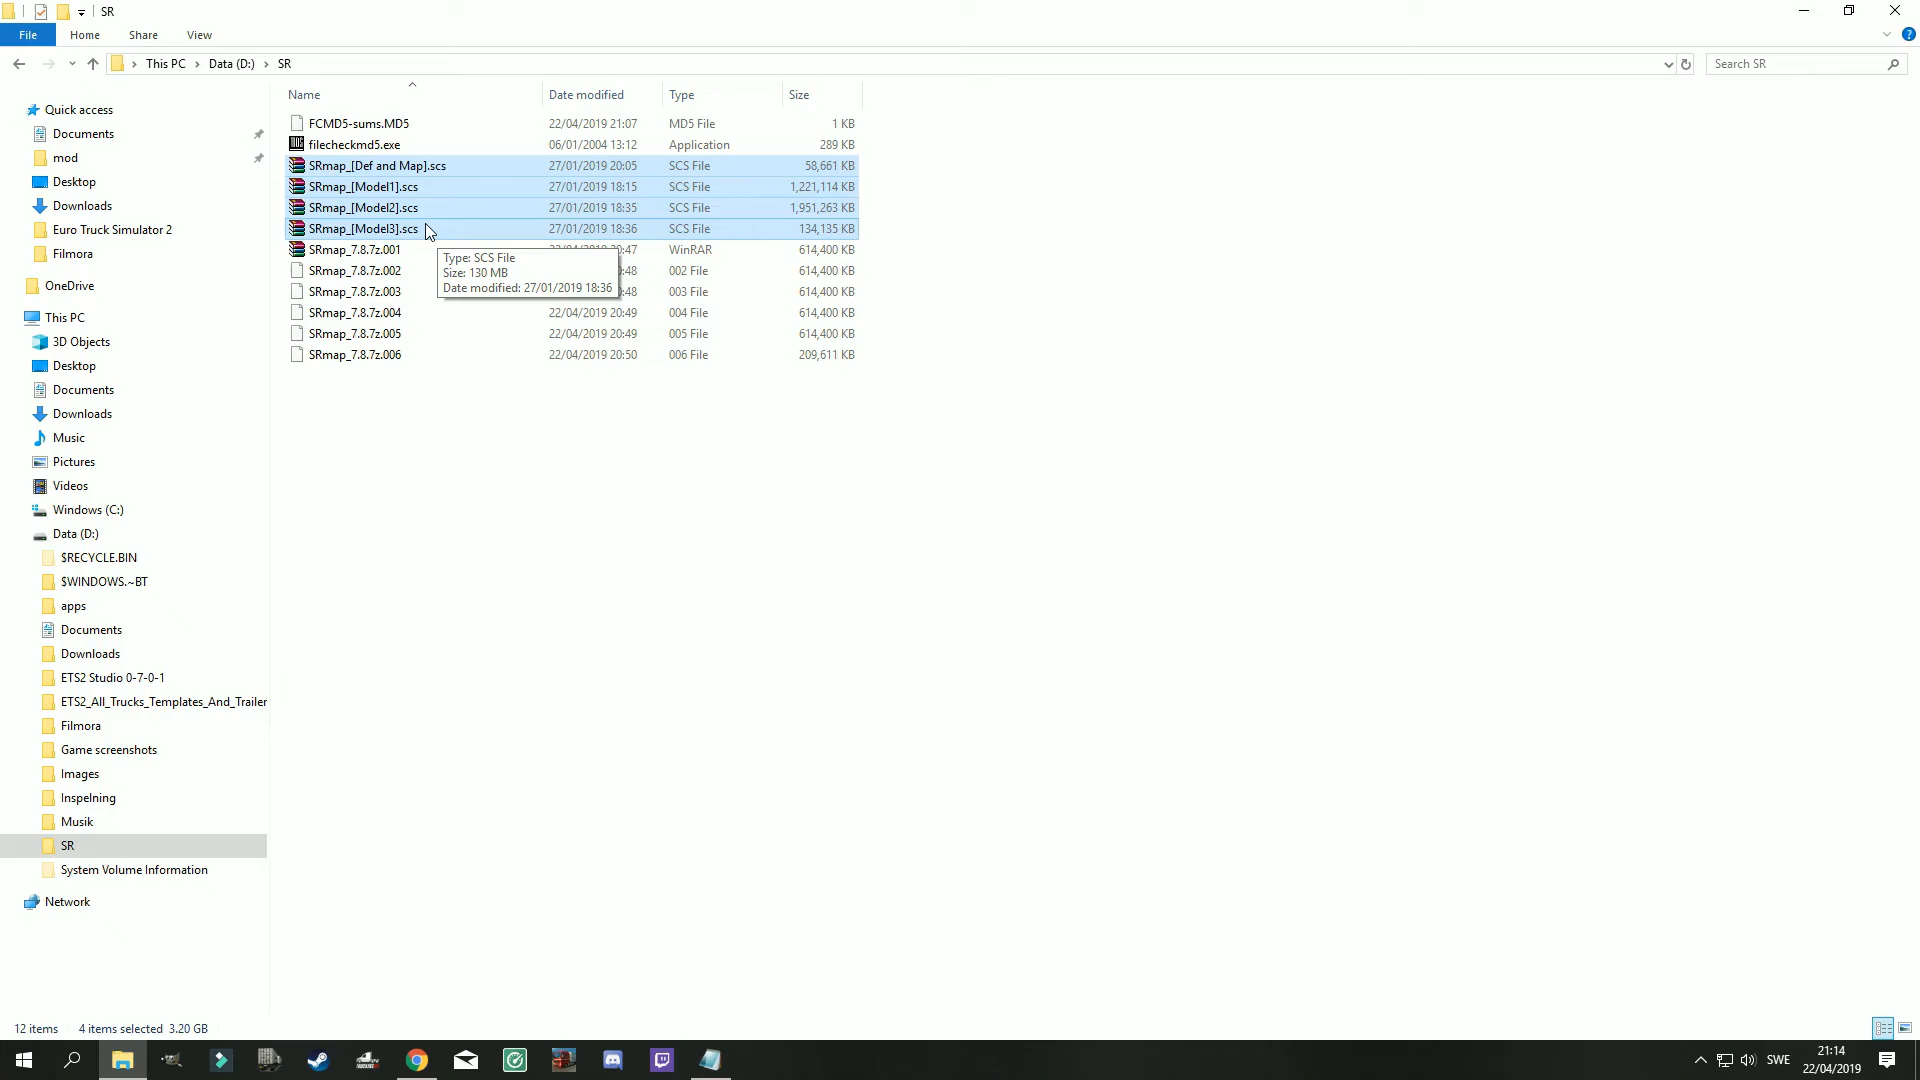 SR
File Home Share View
This PC Data (D:) SR Search SR
Name Date modified Type Size
FCMD5-sums.MD5 22/04/2019 21:07 MD5 File 1 KB
filecheckmd5.exe 06/01/2004 13:12 Application 289 KB
SRmap_[Def and Map].scs 27/01/2019 20:05 SCS File 58,661 KB
SRmap_[Model1].scs 27/01/2019 18:15 SCS File 1,221,114 KB
SRmap_[Model2].scs 27/01/2019 18:35 SCS File 1,951,263 KB
SRmap_[Model3].scs 27/01/2019 18:36 SCS File 134,135 KB
SRmap_7.8.7z.001 :47 WinRAR 614,400 KB
SRmap_7.8.7z.002 :48 002 File 614,400 KB
SRmap_7.8.7z.003 :48 003 File 614,400 KB
SRmap_7.8.7z.004 22/04/2019 20:49 004 File 614,400 KB
SRmap_7.8.7z.005 22/04/2019 20:49 005 File 614,400 KB
SRmap_7.8.7z.006 22/04/2019 20:50 006 File 209,611 KB
Type: SCS File
Size: 130 MB
Date modified: 27/01/2019 18:36
Quick access
Documents
mod
Desktop
Downloads
Euro Truck Simulator 2
Filmora
OneDrive
This PC
3D Objects
Desktop
Documents
Downloads
Music
Pictures
Videos
Windows (C:)
Data (D:)
$RECYCLE.BIN
$WINDOWS.~BT
apps
Documents
Downloads
ETS2 Studio 0-7-0-1
ETS2_All_Trucks_Templates_And_Trailer
Filmora
Game screenshots
Images
Inspelning
Musik
SR
System Volume Information
Network
12 items 4 items selected 3.20 GB
SWE
21:14
22/04/2019